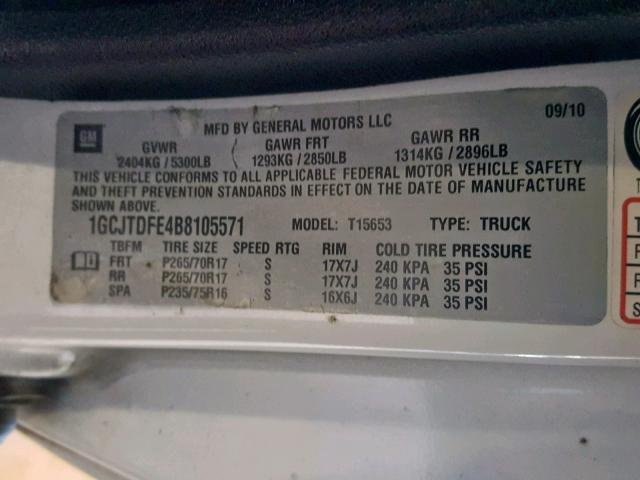 GM
MFD BY GENERAL MOTORS LLC 09/10
GVWR GAWR FRT GAWR RR
2404KG / 5300LB 1293KG / 2850LB 1314KG / 2896LB
THIS VEHICLE CONFORMS TO ALL APPLICABLE FEDERAL MOTOR VEHICLE SAFETY
AND THEFT PREVENTION STANDARDS IN EFFECT ON THE DATE OF MANUFACTURE
SHOWN ABOVE.
1GCJTDFE4B8105571 MODEL: T15653 TYPE: TRUCK
TBFM TIRE SIZE SPEED RTG RIM COLD TIRE PRESSURE
FRT P265/70R17 S 17X7J 240 KPA 35 PSI
RR P265/70R17 S 17X7J 240 KPA 35 PSI
SPA P235/75R16 S 16X6J 240 KPA 35 PSI